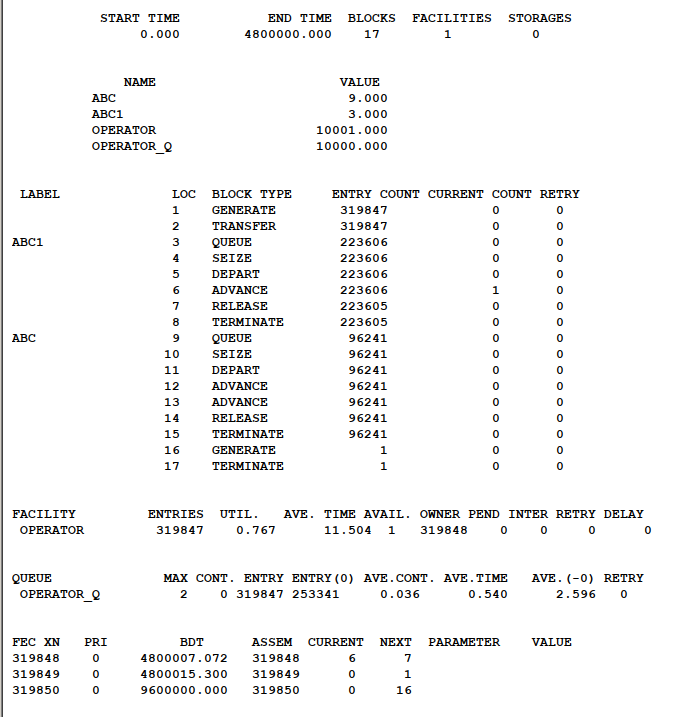 START TIME END TIME BLOCKS FACILITIES STORAGES
0.000 4800000.000 17 1 0
NAME VALUE
ABC 9.000
ABC1 3.000
OPERATOR 10001.000
OPERATOR_Q 10000.000
LABEL LOC BLOCK TYPE ENTRY COUNT CURRENT COUNT RETRY
1 GENERATE 319847 0 0
2 TRANSFER 319847 0 0
ABC1 3 QUEUE 223606 0 0
4 SEIZE 223606 0 0
5 DEPART 223606 0 0
6 ADVANCE 223606 1 0
7 RELEASE 223605 0 0
8 TERMINATE 223605 0 0
ABC 9 QUEUE 96241 0 0
10 SEIZE 96241 0 0
11 DEPART 96241 0 0
12 ADVANCE 96241 0 0
13 ADVANCE 96241 0 0
14 RELEASE 96241 0 0
15 TERMINATE 96241 0 0
16 GENERATE 1 0 0
17 TERMINATE 1 0 0
FACILITY ENTRIES UTIL. AVE. TIME AVAIL. OWNER PEND INTER RETRY DELAY
OPERATOR 319847 0.767 11.504 1 319848 0 0 0 0
QUEUE MAX CONT. ENTRY ENTRY(0) AVE.CONT. AVE.TIME AVE.(-0) RETRY
OPERATOR_Q 2 0 319847 253341 0.036 0.540 2.596 0
FEC XN PRI BDT ASSEM CURRENT NEXT PARAMETER VALUE
319848 0 4800007.072 319848 6 7
319849 0 4800015.300 319849 0 1
319850 0 9600000.000 319850 0 16